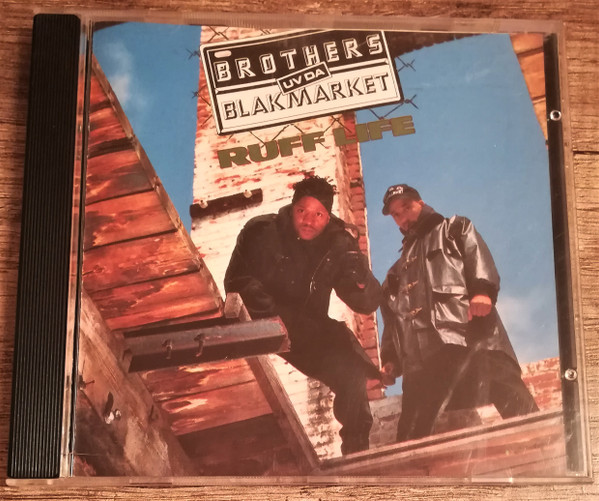 BROTHERS
UV DA
BLAKMARKET
RUFF LIFE